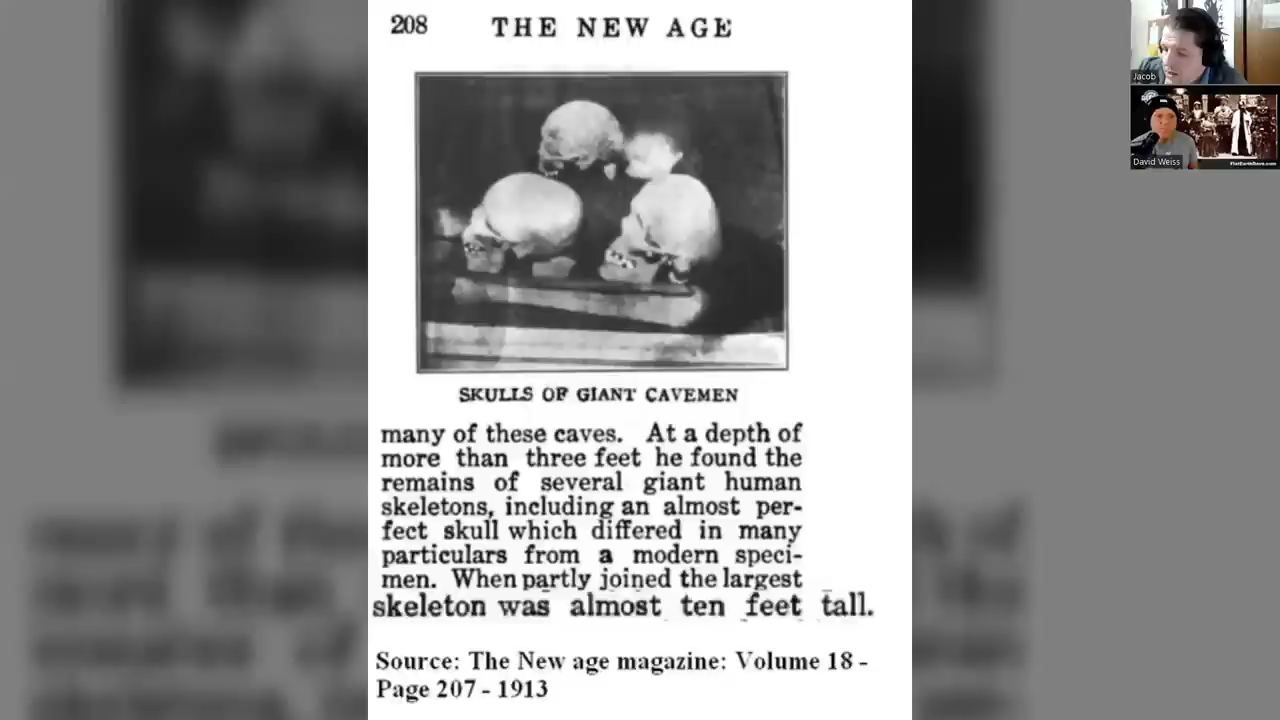 208 THE NEW AGE
Jacob
David Weiss
FlatEarthDave.com
SKULLS OF GIANT CAVEMEN
many of these caves. At a depth of
more than three feet he found the
remains of several giant human
skeletons, including an almost per-
fect skull which differed in many
particulars from a modern speci-
men. When partly joined the largest
skeleton was almost ten feet tall.
Source: The New age magazine: Volume 18 -
Page 207 - 1913